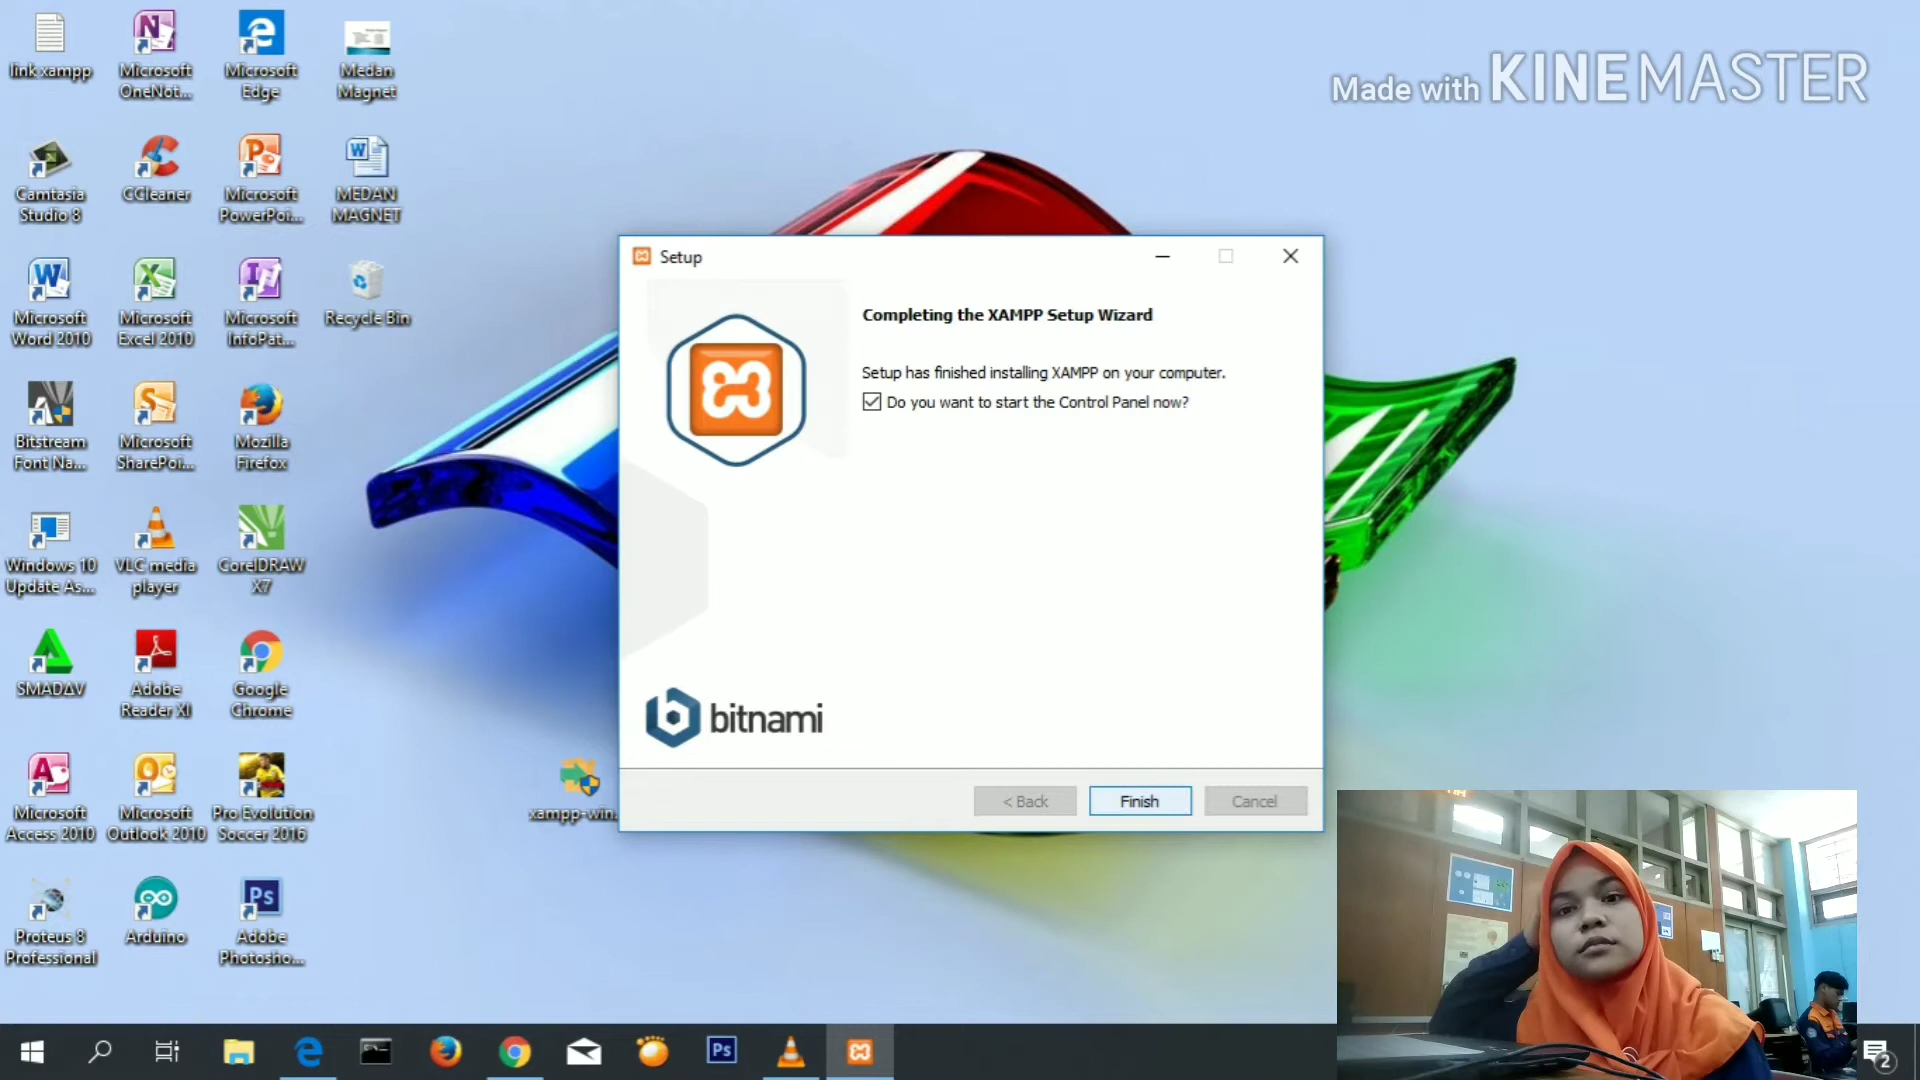 link xampp
Microsoft
OneNot...
Microsoft
Edge
Medan
Magnet
Made with KINEMASTER
Camtasia
Studio 8
CCleaner
Microsoft
PowerPoi...
MEDAN
MAGNET
Microsoft
Word 2010
Microsoft
Excel 2010
Microsoft
InfoPat...
Recycle Bin
Bitstream
Font Na...
Microsoft
SharePoi...
Mozilla
Firefox
Windows 10
Update As...
VLC media
player
CorelDRAW
X7
SMADΔV
Adobe
Reader XI
Google
Chrome
Microsoft
Access 2010
Microsoft
Outlook 2010
Pro Evolution
Soccer 2016
xampp-win...
Proteus 8
Professional
Arduino
Adobe
Photosho...
Setup
Completing the XAMPP Setup Wizard
Setup has finished installing XAMPP on your computer.
Do you want to start the Control Panel now?
bitnami
< Back
Finish
Cancel
Ps
Ps
2